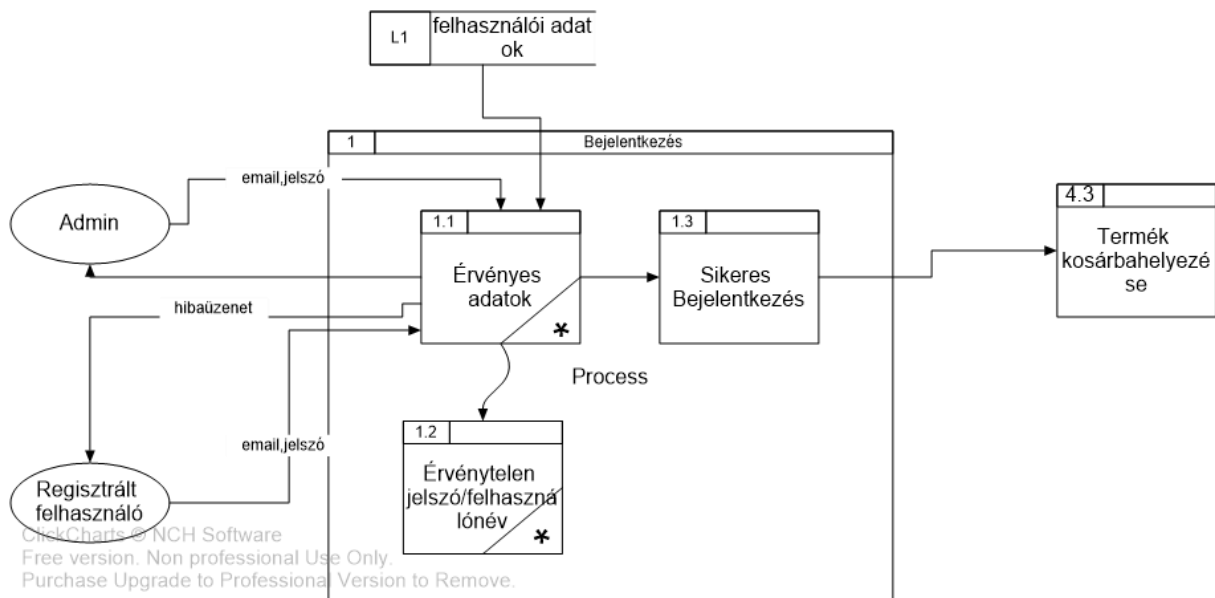 L1
felhasználói adat
ok
1
Bejelentkezés
email,jelszó
Admin
1.1
Érvényes
adatok
*
1.3
Sikeres
Bejelentkezés
4.3
Termék
kosárbahelyezé
se
hibaüzenet
Process
email,jelszó
1.2
Érvénytelen
jelszó/felhaszná
lónév
*
Regisztrált
felhasználó
ClickCharts © NCH Software
Free version. Non professional Use Only.
Purchase Upgrade to Professional Version to Remove.